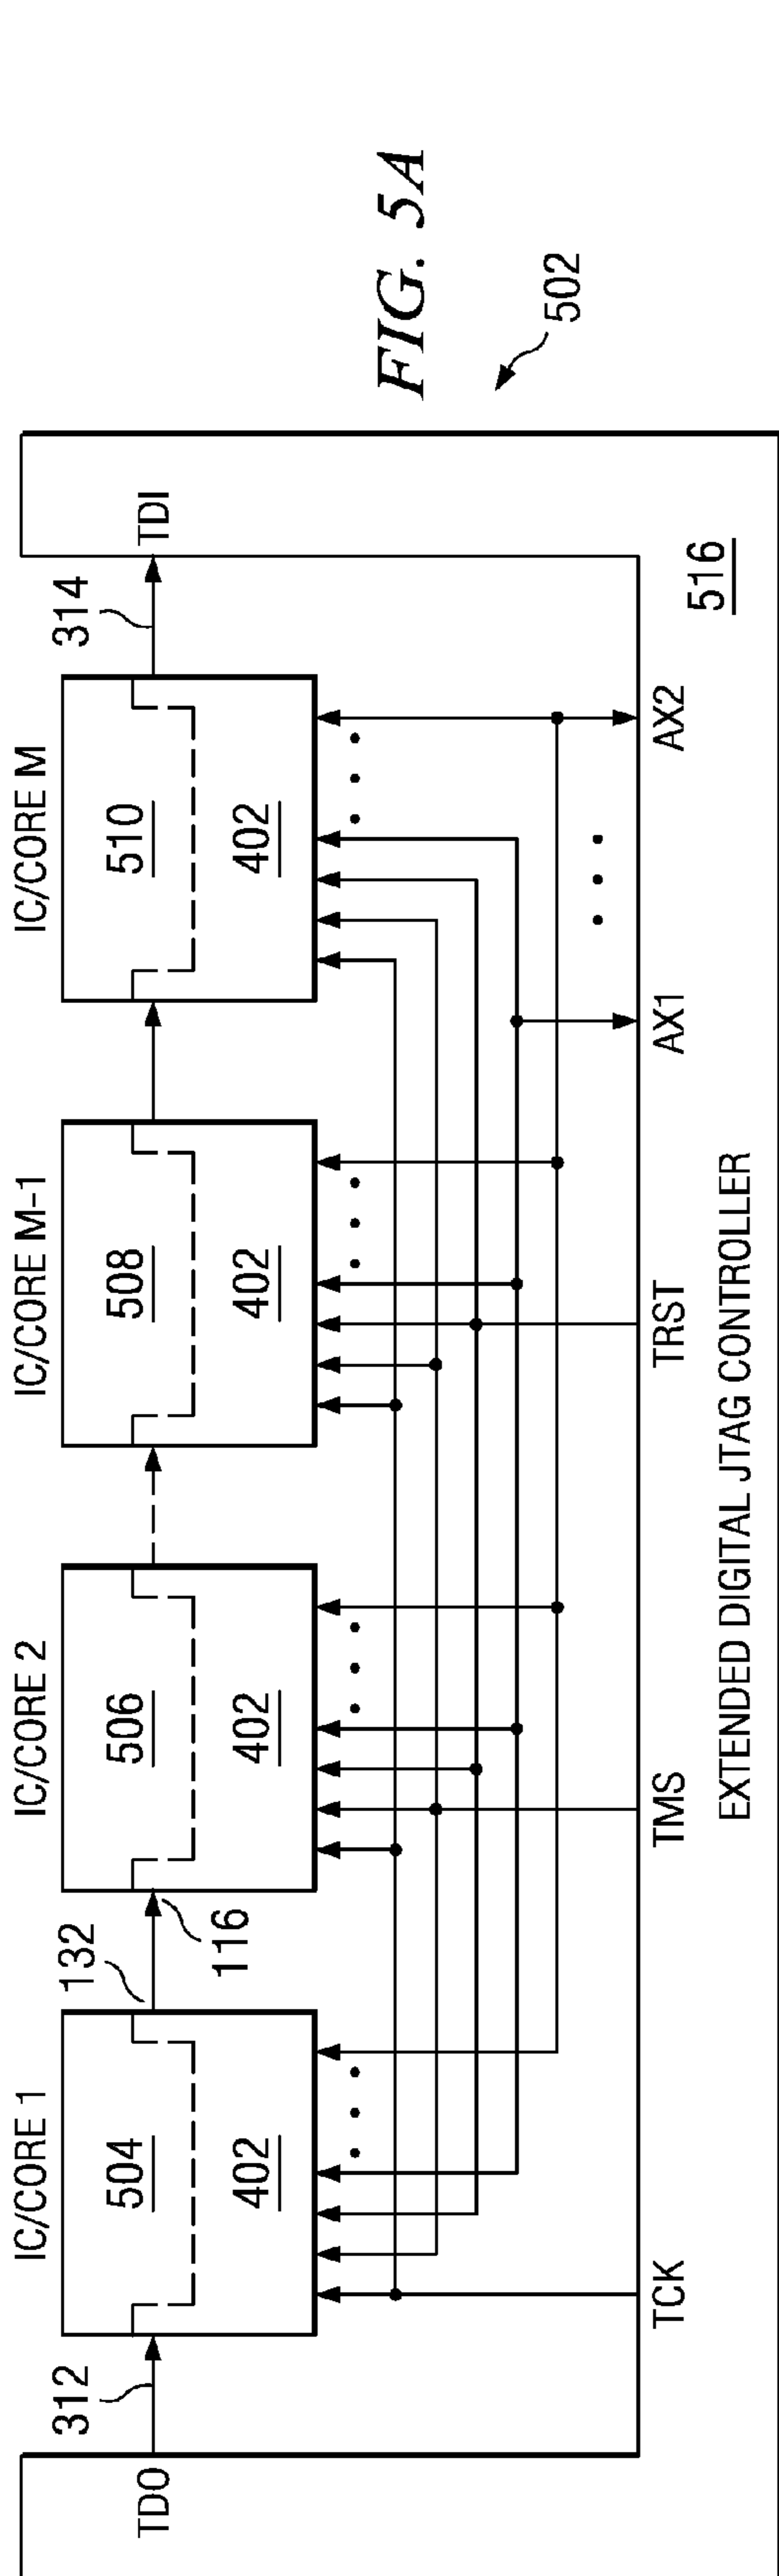 FIG. 5A
502
IC/CORE 1
IC/CORE 2
IC/CORE M-1
IC/CORE M
312
132
314
TDO
504
506
508
510
TDI
402
402
402
402
116
TCK
TMS
TRST
AX1
AX2
516
EXTENDED DIGITAL JTAG CONTROLLER